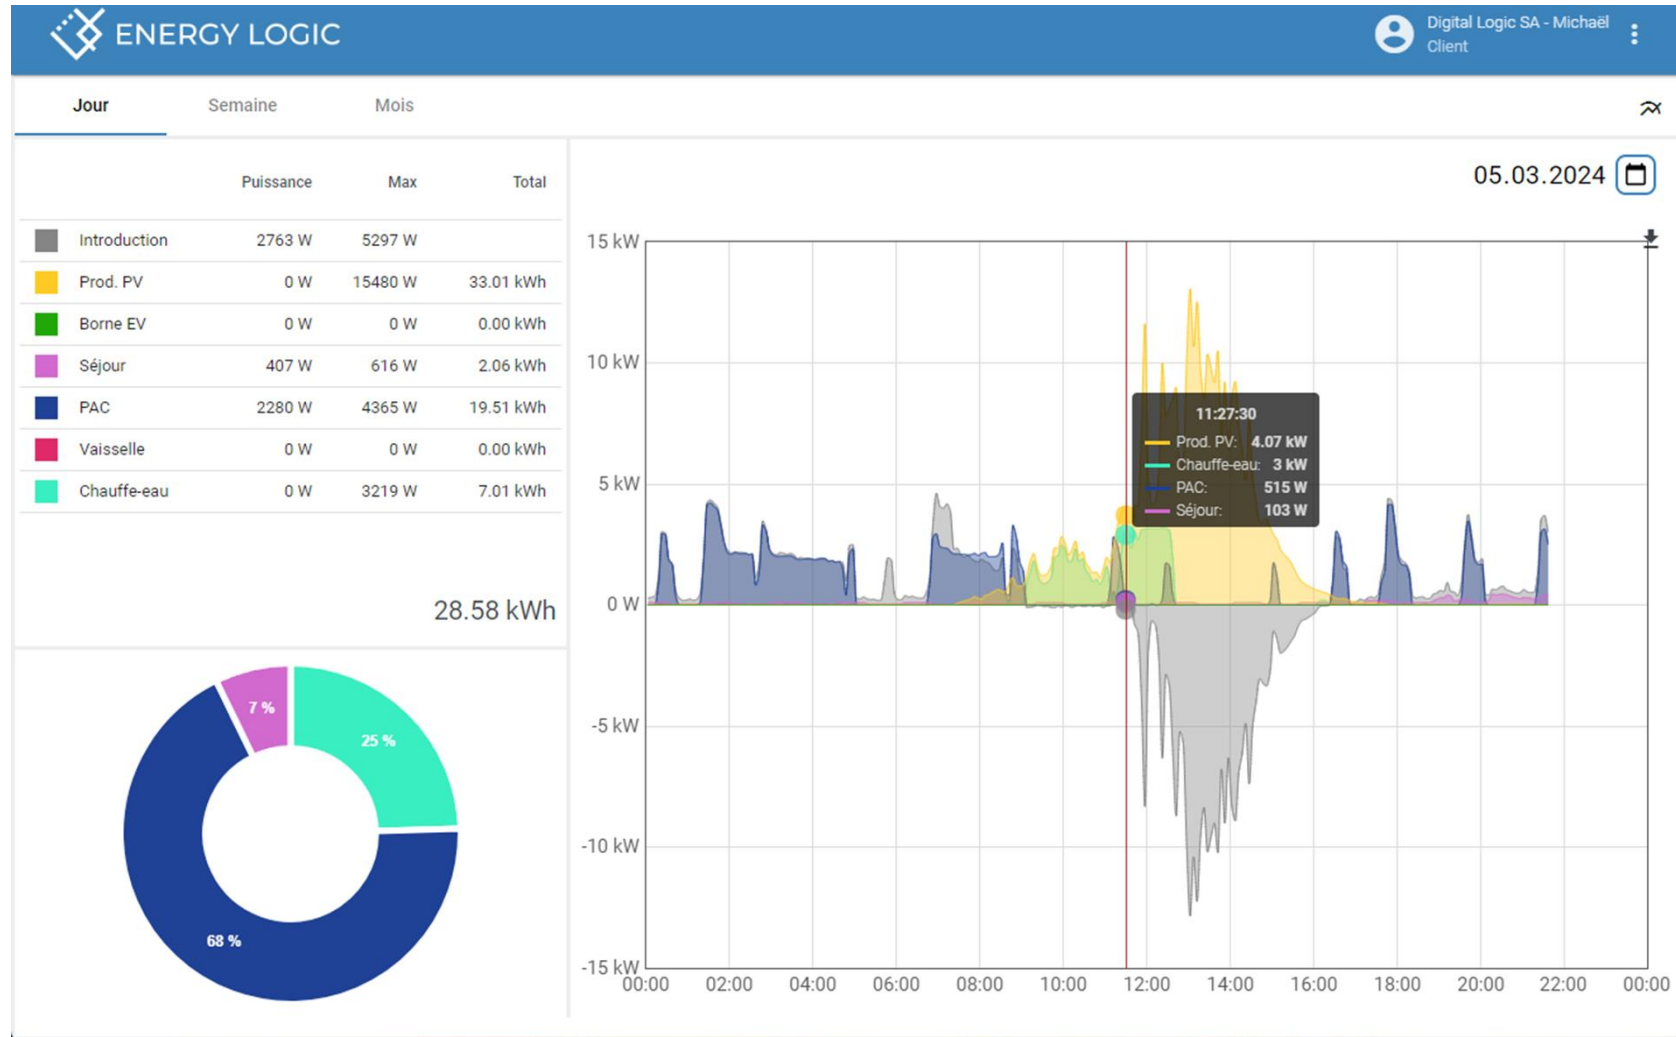 ENERGY LOGIC
Digital Logic SA - Michaël
Client
Jour Semaine Mois
Puissance Max Total
Introduction 2763 W 5297 W
Prod. PV 0 W 15480 W 33.01 kWh
Borne EV 0 W 0 W 0.00 kWh
Séjour 407 W 616 W 2.06 kWh
PAC 2280 W 4365 W 19.51 kWh
Vaisselle 0 W 0 W 0.00 kWh
Chauffe-eau 0 W 3219 W 7.01 kWh
28.58 kWh
7 %
25 %
68 %
05.03.2024
15 kW
10 kW
5 kW
0 W
-5 kW
-10 kW
-15 kW
11:27:30
Prod. PV: 4.07 kW
Chauffe-eau: 3 kW
PAC: 515 W
Séjour: 103 W
00:00 02:00 04:00 06:00 08:00 10:00 12:00 14:00 16:00 18:00 20:00 22:00 00:00